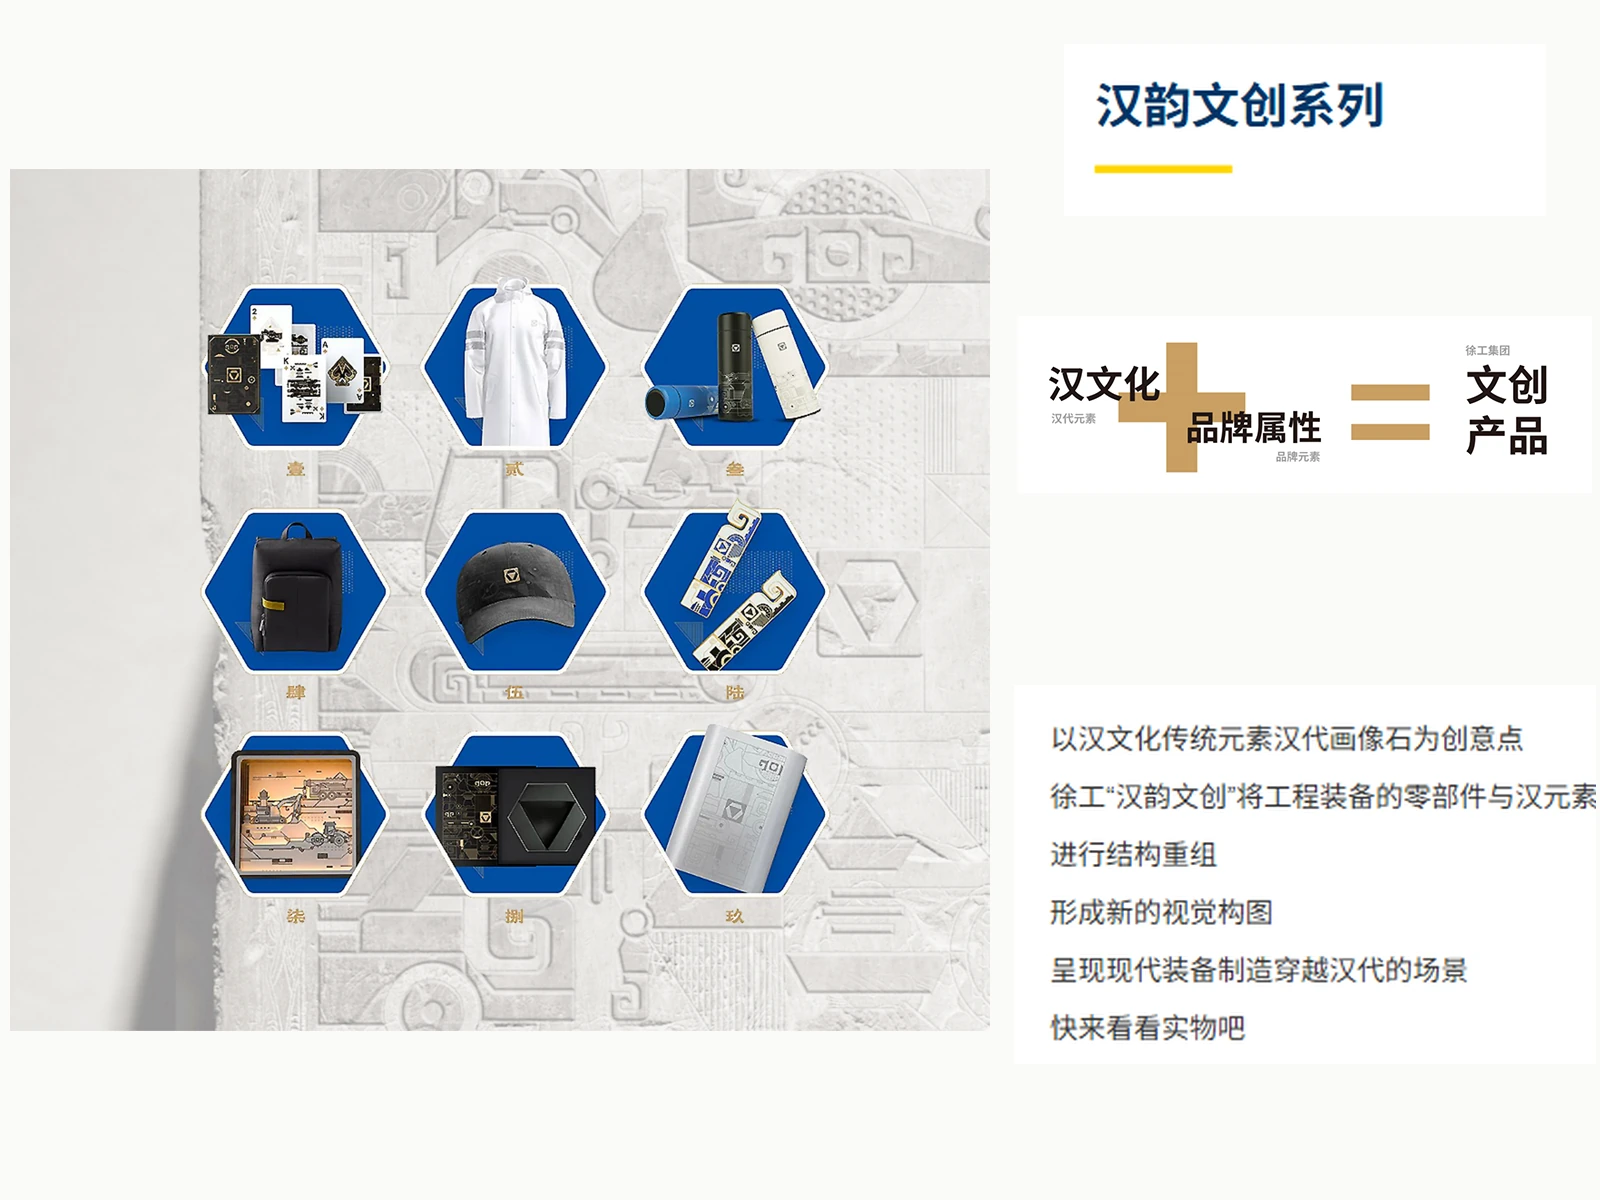 汉韵文创系列
汉文化
汉代元素
品牌属性
品牌元素
徐工集团
文创
产品
壹
贰
叁
肆
伍
陆
柒
捌
玖
以汉文化传统元素汉代画像石为创意点
徐工“汉韵文创”将工程装备的零部件与汉元素
进行结构重组
形成新的视觉构图
呈现现代装备制造穿越汉代的场景
快来看看实物吧